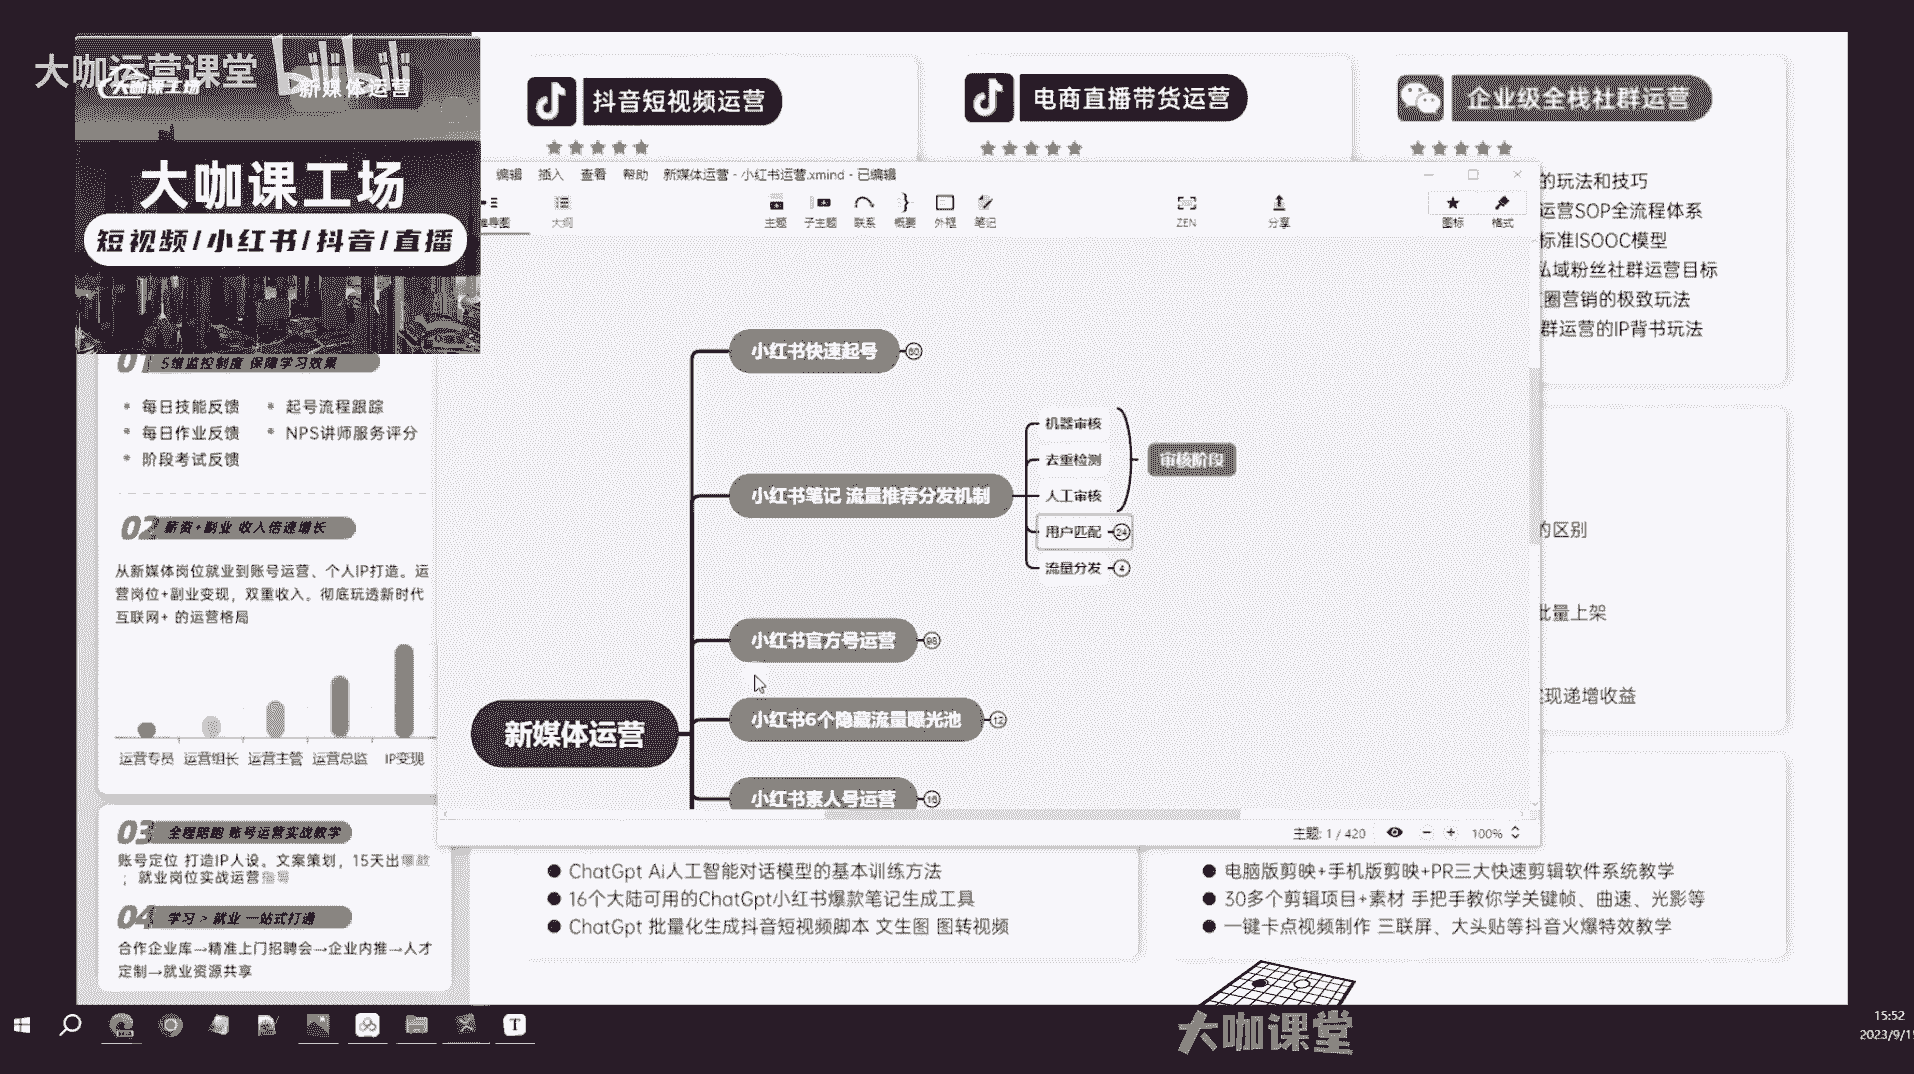 大咖运营课堂
大咖课工场
新媒体运营
大咖课工场
短视频/小红书/抖音/直播
抖音短视频运营
电商直播带货运营
企业级全栈社群运营
的玩法和技巧
运营SOP全流程体系
标准ISOOC模型
私域粉丝社群运营目标
圈营销的极致玩法
群运营的IP背书玩法
的区别
批量上架
现递增收益
编辑 插入 查看 帮助 新媒体运营 - 小红书运营.xmind - 已编辑
导图 大纲 主题 子主题 联系 概要 外框 笔记 ZEN 分享 图标 格式
小红书快速起号 60
小红书笔记 流量推荐分发机制
机器审核
去重检测
人工审核
审核阶段
用户匹配 24
流量分发 4
小红书官方号运营
小红书6个隐藏流量曝光池 12
小红书素人号运营 16
新媒体运营
主题: 1 / 420 100%
01 5维监控制度 保障学习效果
每日技能反馈 起号流程跟踪
每日作业反馈 NPS讲师服务评分
阶段考试反馈
02 薪资+副业 收入倍速增长
从新媒体岗位就业到账号运营、个人IP打造。运
营岗位+副业变现，双重收入。彻底玩透新时代
互联网+ 的运营格局
运营专员 运营组长 运营主管 运营总监 IP变现
03 全程陪跑 账号运营实战教学
账号定位 打造IP人设。文案策划，15天出爆款
；就业岗位实战运营指导
04 学习 > 就业 一站式打通
合作企业库→精准上门招聘会→企业内推→人才
定制→就业资源共享
ChatGpt Ai人工智能对话模型的基本训练方法
16个大陆可用的ChatGpt小红书爆款笔记生成工具
ChatGpt 批量化生成抖音短视频脚本 文生图 图转视频
电脑版剪映+手机版剪映+PR三大快速剪辑软件系统教学
30多个剪辑项目+素材 手把手教你学关键帧、曲速、光影等
一键卡点视频制作 三联屏、大头贴等抖音火爆特效教学
大咖课堂
T
15:52
2023/9/1